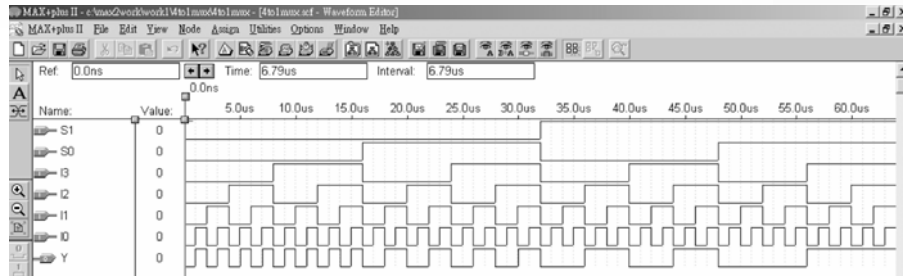 MAX+plus II - c:\max2work\work1\4to1mux\4to1mux - [4to1mux.scf - Waveform Editor]
MAX+plus II File Edit View Node Assign Utilities Options Window Help
Ref: 0.0ns Time: 6.79us Interval: 6.79us
0.0ns
Name: Value: 5.0us 10.0us 15.0us 20.0us 25.0us 30.0us 35.0us 40.0us 45.0us 50.0us 55.0us 60.0us
S1 0
S0 0
I3 0
I2 0
I1 0
I0 0
Y 0